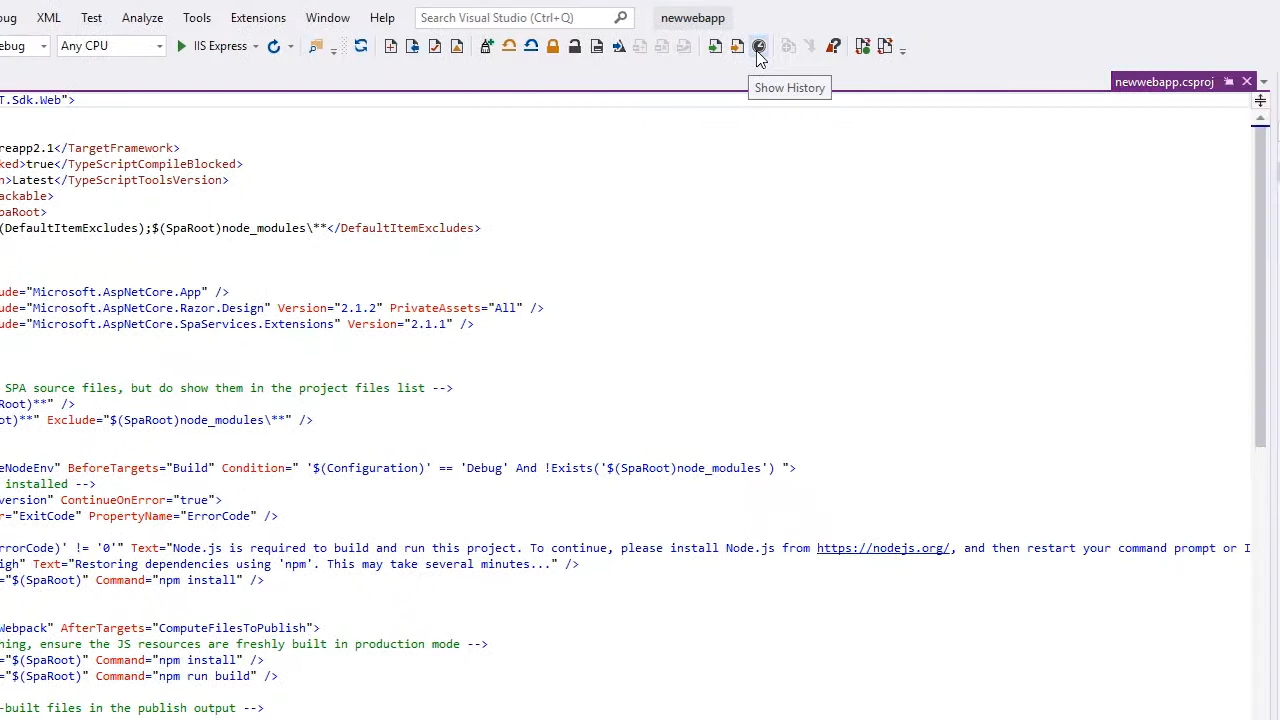 bug XML Test Analyze Tools Extensions Window Help Search Visual Studio (Ctrl+Q) newwebapp
ebug Any CPU IIS Express
Show History
newwebapp.csproj
T.Sdk.Web">
reapp2.1</TargetFramework>
ked>true</TypeScriptCompileBlocked>
n>Latest</TypeScriptToolsVersion>
ackable>
paRoot>
(DefaultItemExcludes);$(SpaRoot)node_modules\**</DefaultItemExcludes>
ude="Microsoft.AspNetCore.App" />
ude="Microsoft.AspNetCore.Razor.Design" Version="2.1.2" PrivateAssets="All" />
ude="Microsoft.AspNetCore.SpaServices.Extensions" Version="2.1.1" />
SPA source files, but do show them in the project files list -->
Root)**" />
ot)**" Exclude="$(SpaRoot)node_modules\**" />
eNodeEnv" BeforeTargets="Build" Condition=" '$(Configuration)' == 'Debug' And !Exists('$(SpaRoot)node_modules') ">
installed -->
version" ContinueOnError="true">
r="ExitCode" PropertyName="ErrorCode" />
rrorCode)' != '0'" Text="Node.js is required to build and run this project. To continue, please install Node.js from https://nodejs.org/, and then restart your command prompt or I
igh" Text="Restoring dependencies using 'npm'. This may take several minutes..." />
="$(SpaRoot)" Command="npm install" />
Webpack" AfterTargets="ComputeFilesToPublish">
hing, ensure the JS resources are freshly built in production mode -->
="$(SpaRoot)" Command="npm install" />
="$(SpaRoot)" Command="npm run build" />
-built files in the publish output -->